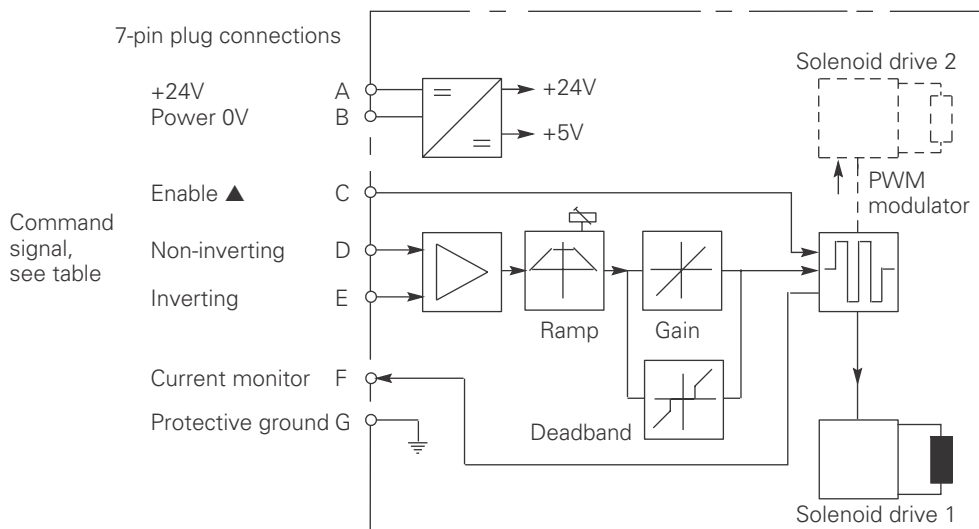 7-pin plug connections
+24V A
Power 0V B
+24V
+5V
Solenoid drive 2
PWM
modulator
Enable ▲ C
Command
signal,
see table
Non-inverting D
Inverting E
Ramp
Gain
Current monitor F
Protective ground G
Deadband
Solenoid drive 1